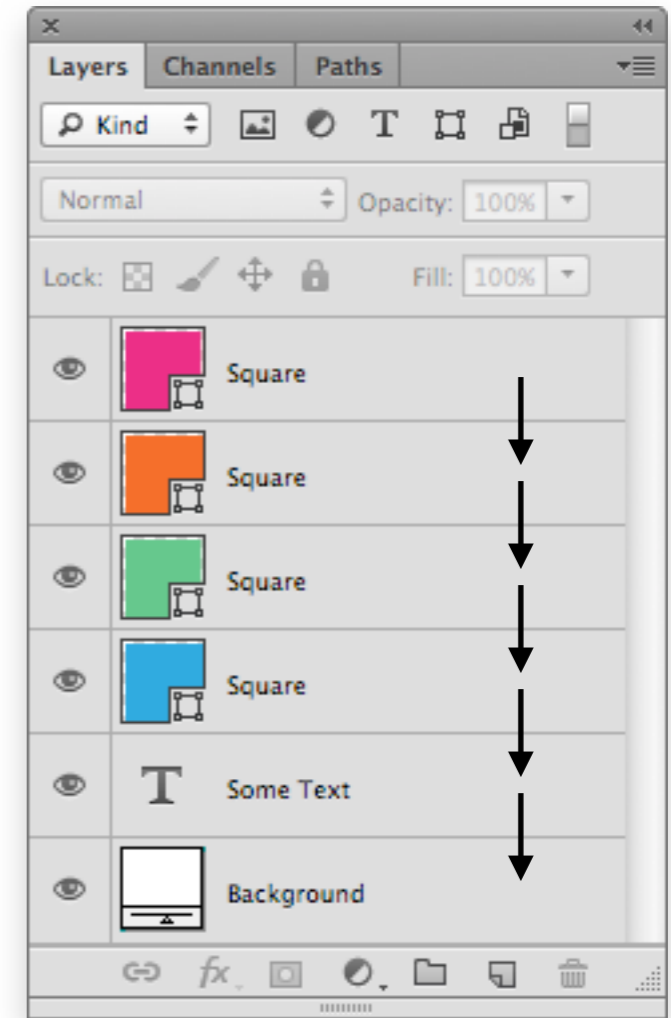 Layers Channels Paths
Kind T
Normal Opacity: 100%
Lock: Fill: 100%
Square
Square
Square
Square
T Some Text
Background
fx